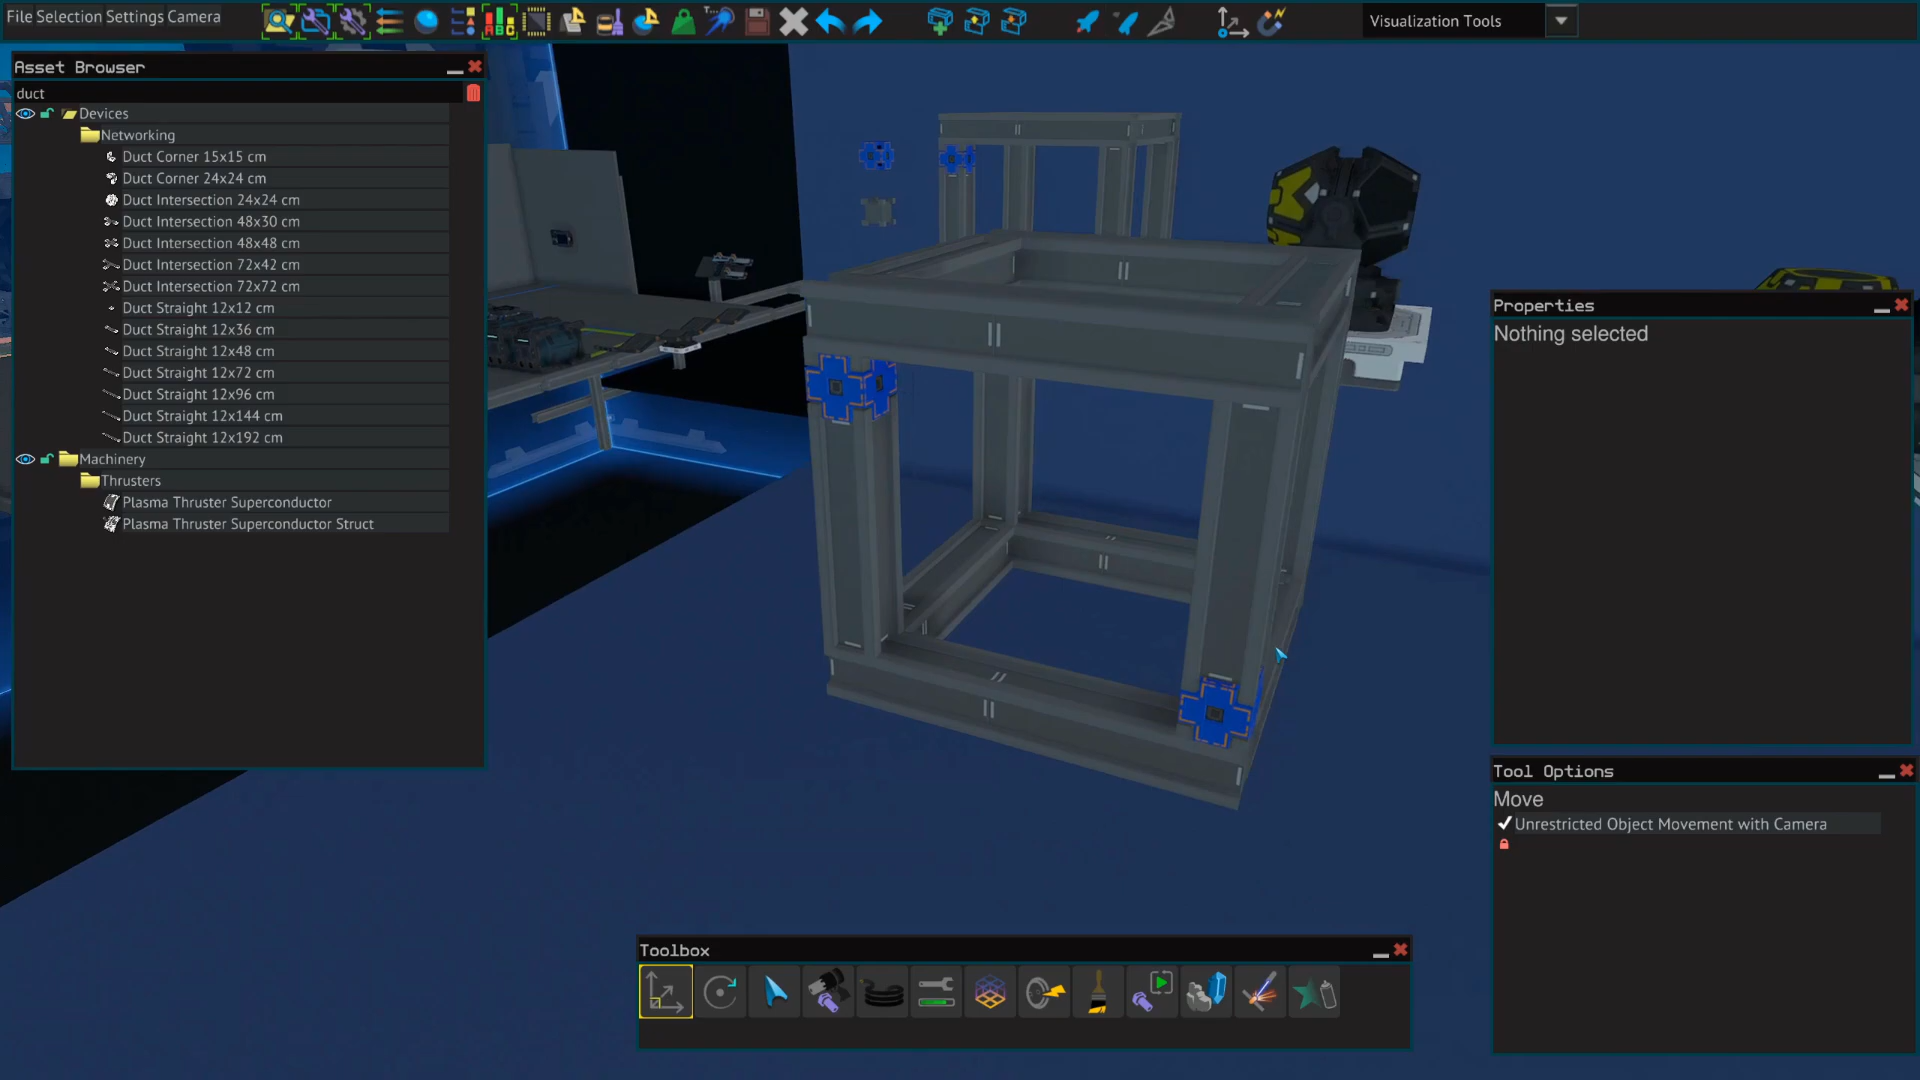 File Selection Settings Camera
Visualization Tools
Asset Browser
duct
Devices
Networking
Duct Corner 15x15 cm
Duct Corner 24x24 cm
Duct Intersection 24x24 cm
Duct Intersection 48x30 cm
Duct Intersection 48x48 cm
Duct Intersection 72x42 cm
Duct Intersection 72x72 cm
Duct Straight 12x12 cm
Duct Straight 12x36 cm
Duct Straight 12x48 cm
Duct Straight 12x72 cm
Duct Straight 12x96 cm
Duct Straight 12x144 cm
Duct Straight 12x192 cm
Machinery
Thrusters
Plasma Thruster Superconductor
Plasma Thruster Superconductor Struct
Properties
Nothing selected
Tool Options
Move
Unrestricted Object Movement with Camera
Toolbox